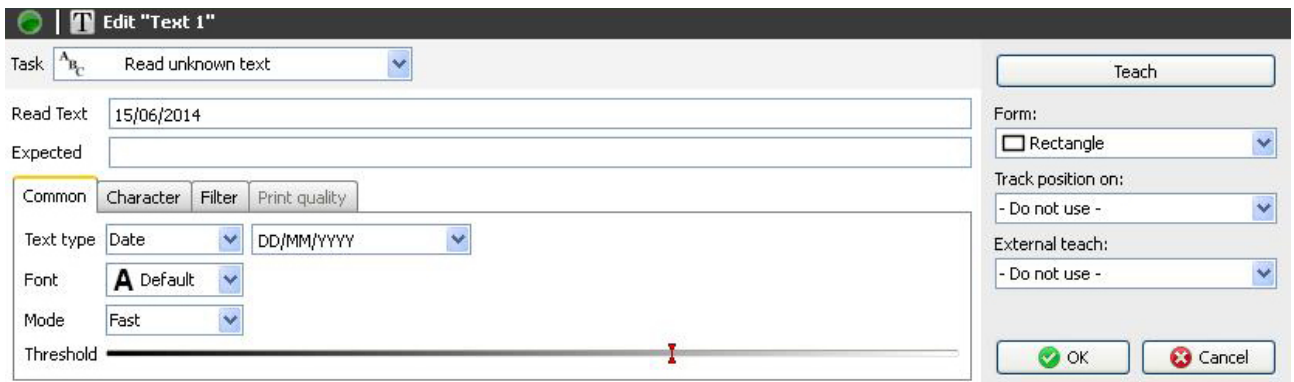 T Edit "Text 1"
Task ABC Read unknown text
Teach
Read Text 15/06/2014
Expected
Form:
Rectangle
Track position on:
- Do not use -
External teach:
- Do not use -
Common Character Filter Print quality
Text type Date DD/MM/YYYY
Font A Default
Mode Fast
Threshold
OK Cancel